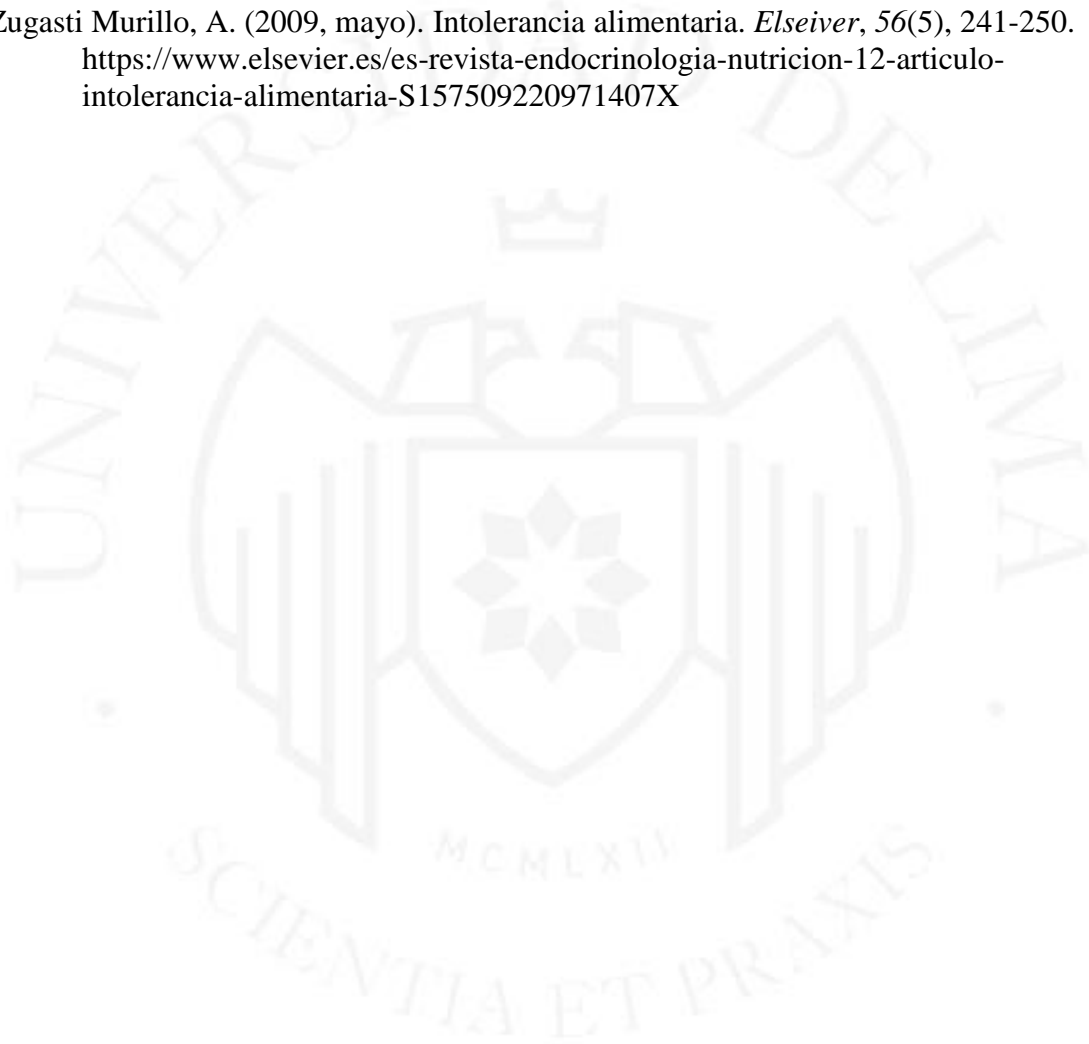 Zugasti Murillo, A. (2009, mayo). Intolerancia alimentaria. Elseiver, 56(5), 241-250.
https://www.elsevier.es/es-revista-endocrinologia-nutricion-12-articulo-
intolerancia-alimentaria-S157509220971407X
UNIVERSIDAD DE LIMA
MCMLXII
SCIENTIA ET PRAXIS